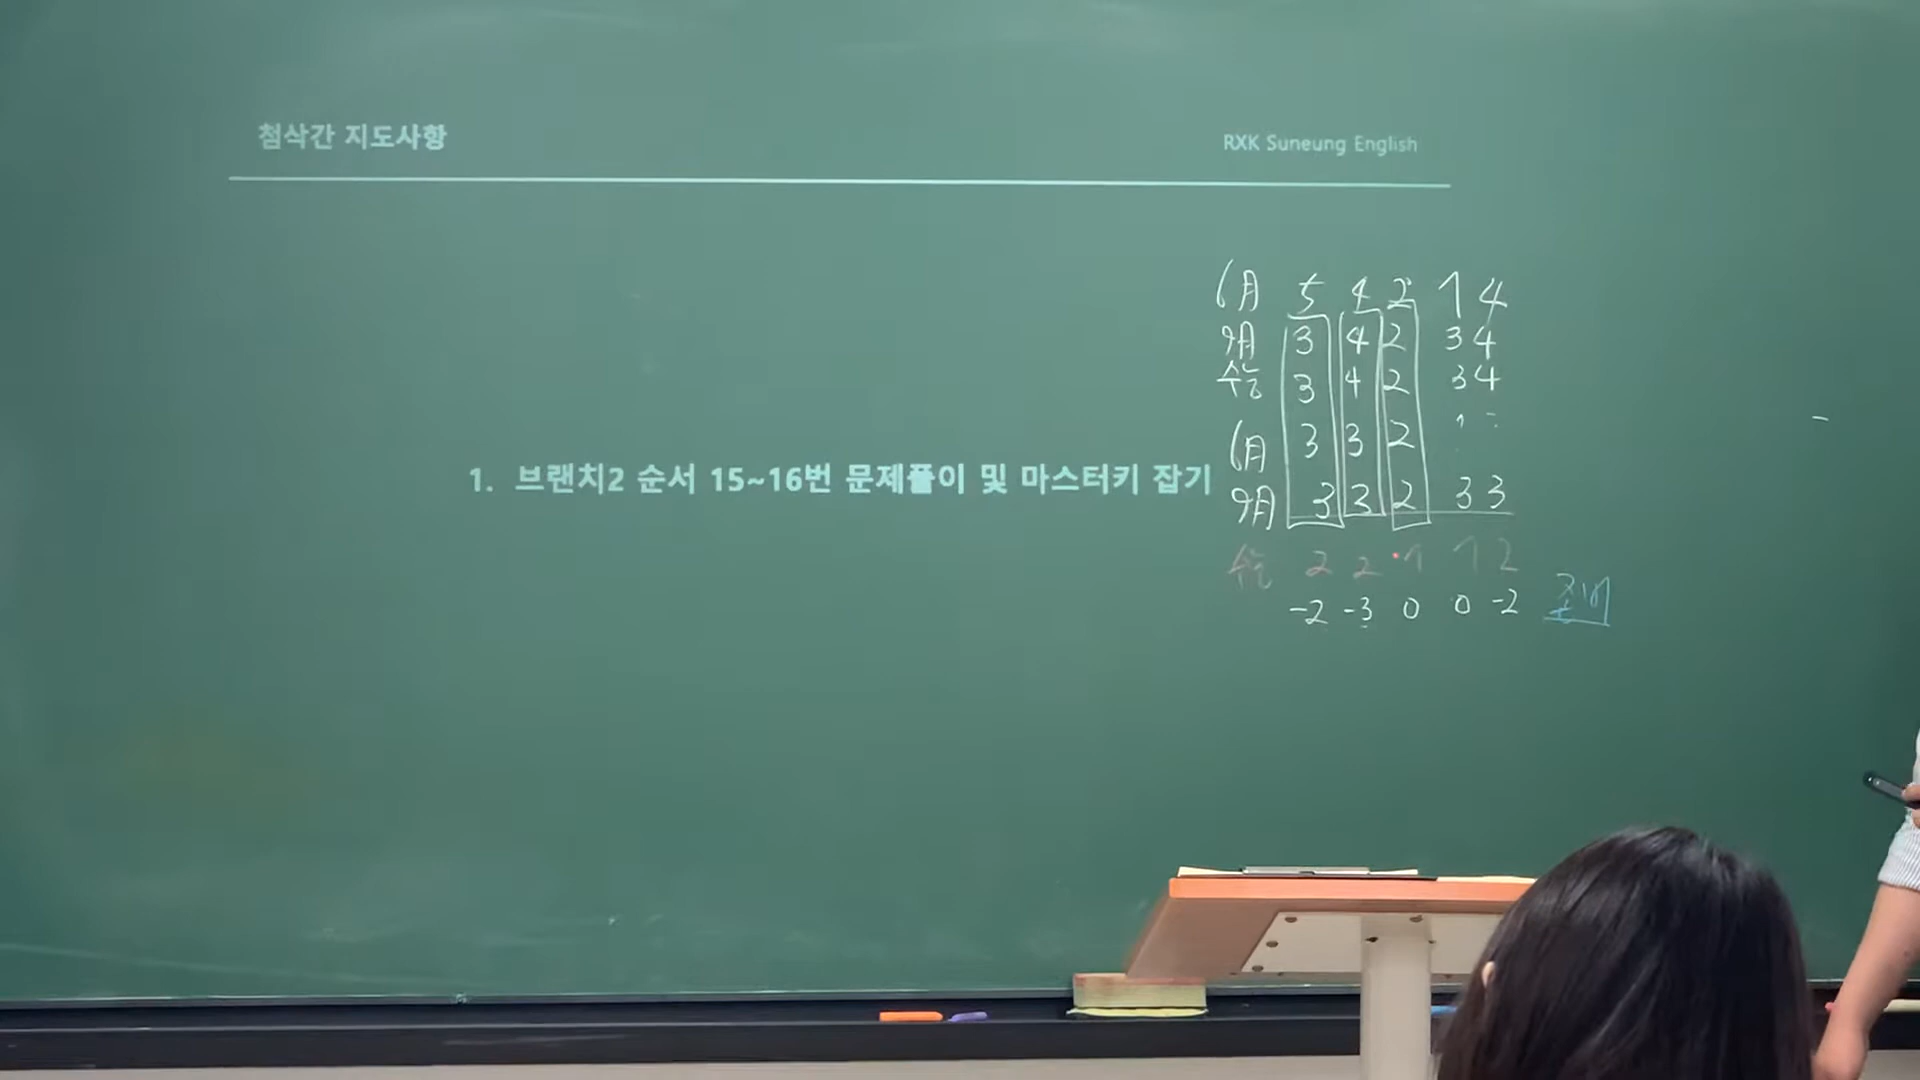 첨삭간 지도사항
RXK Suneung English
1. 브랜치2 순서 15~16번 문제풀이 및 마스터키 잡기
6月 5 4 2 1 4
9月 3 4 2 3 4
수능 3 4 2 3 4
6月 3 3 2
9月 3 3 2 3 3
수능 2 2 1 1 2
-2 -3 0 0 -2